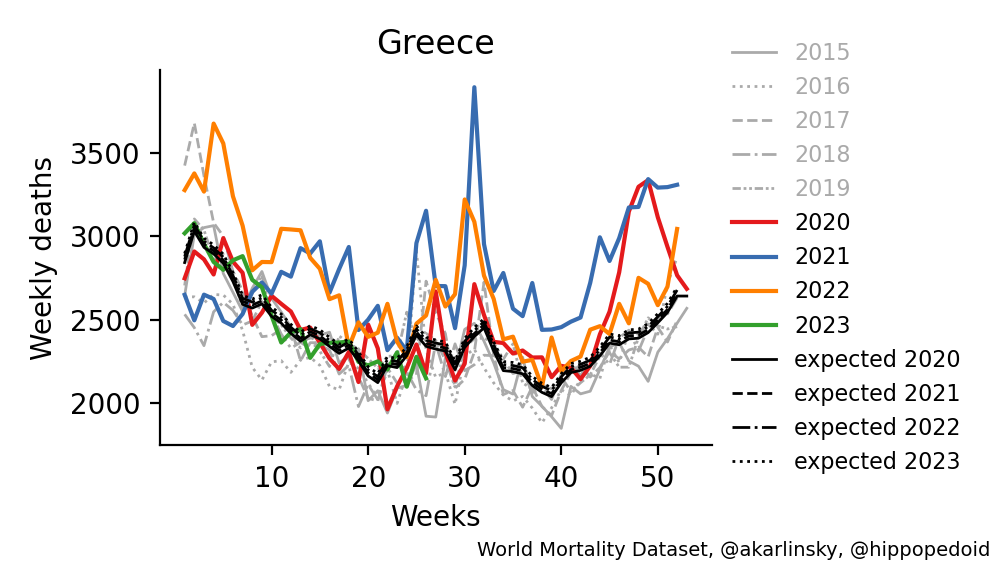 Greece
Weekly deaths
3500
3000
2500
2000
10 20 30 40 50
Weeks
2015
2016
2017
2018
2019
2020
2021
2022
2023
expected 2020
expected 2021
expected 2022
expected 2023
World Mortality Dataset, @akarlinsky, @hippopedoid